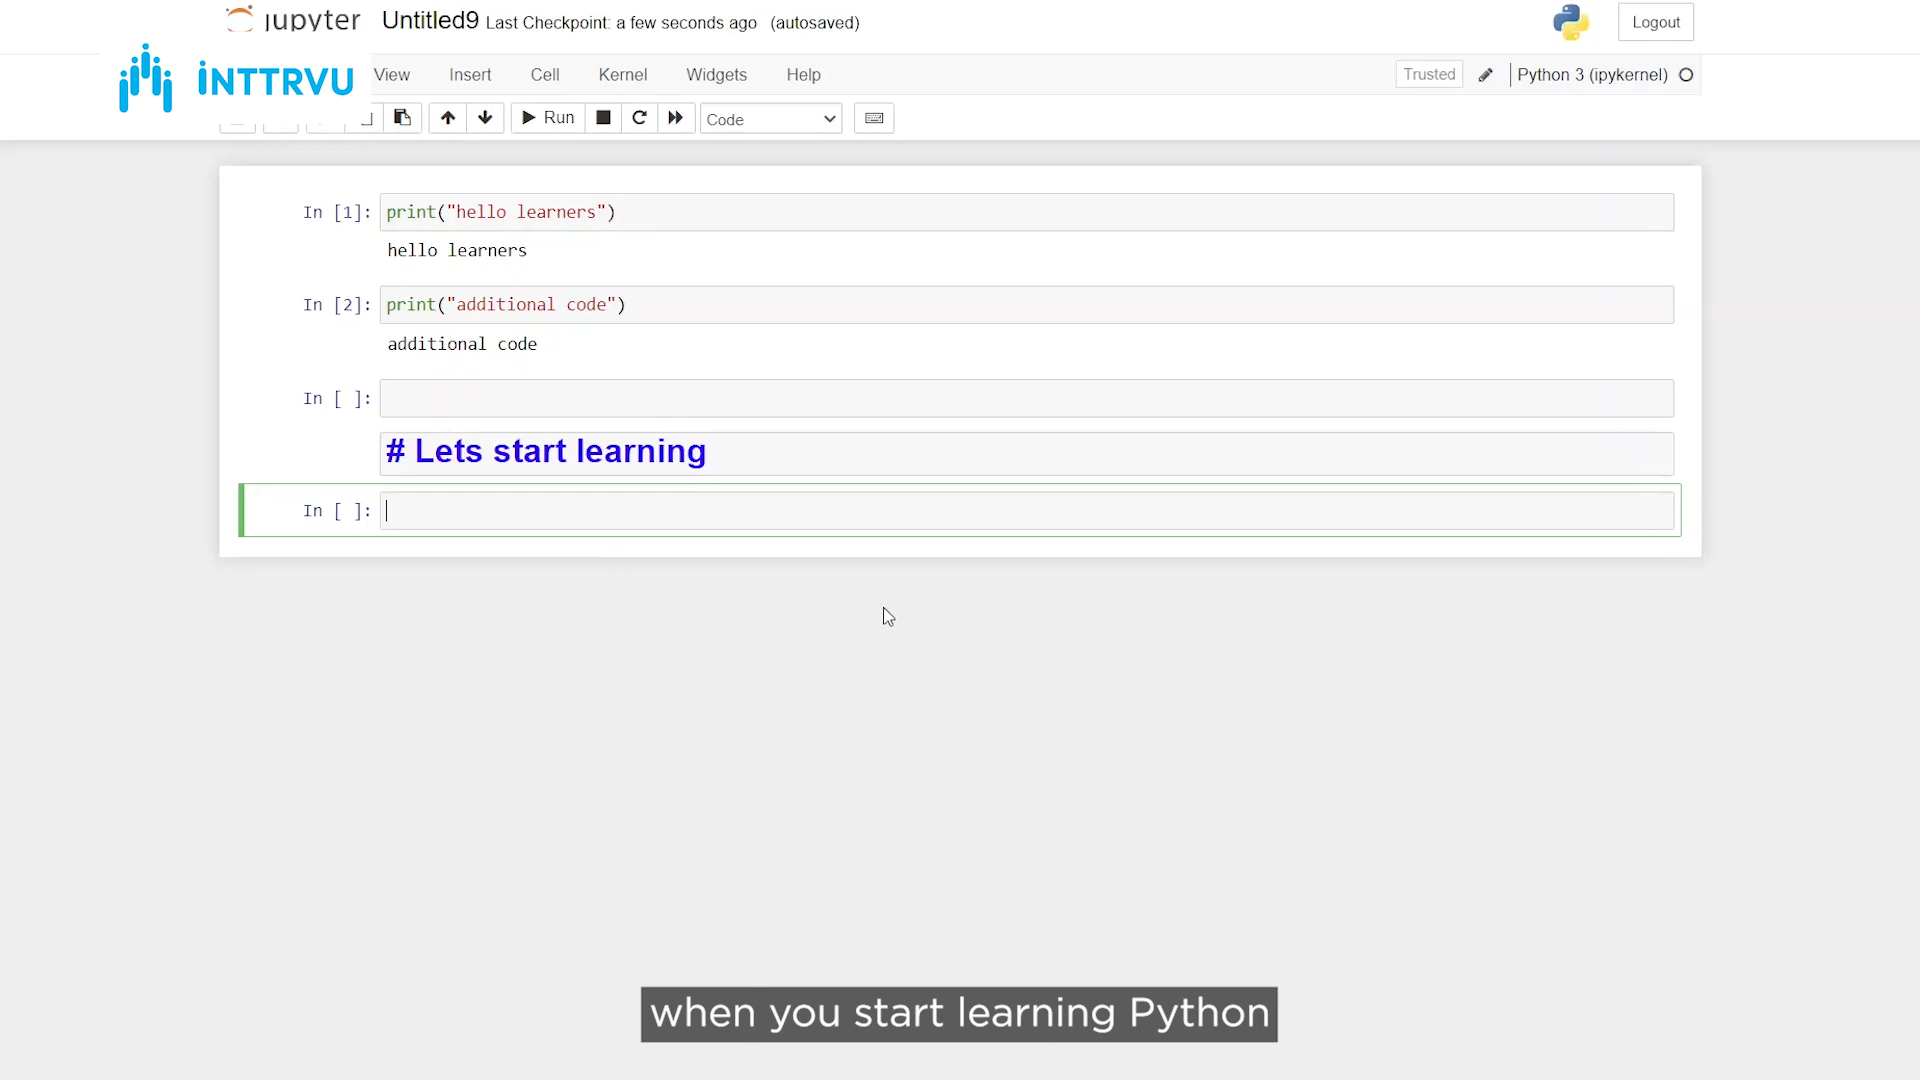 jupyter Untitled9 Last Checkpoint: a few seconds ago (autosaved) Logout
INTTRVU View Insert Cell Kernel Widgets Help Trusted Python 3 (ipykernel)
Run Code
In [1]: print("hello learners")
hello learners
In [2]: print("additional code")
additional code
In [ ]:
# Lets start learning
In [ ]:
when you start learning Python